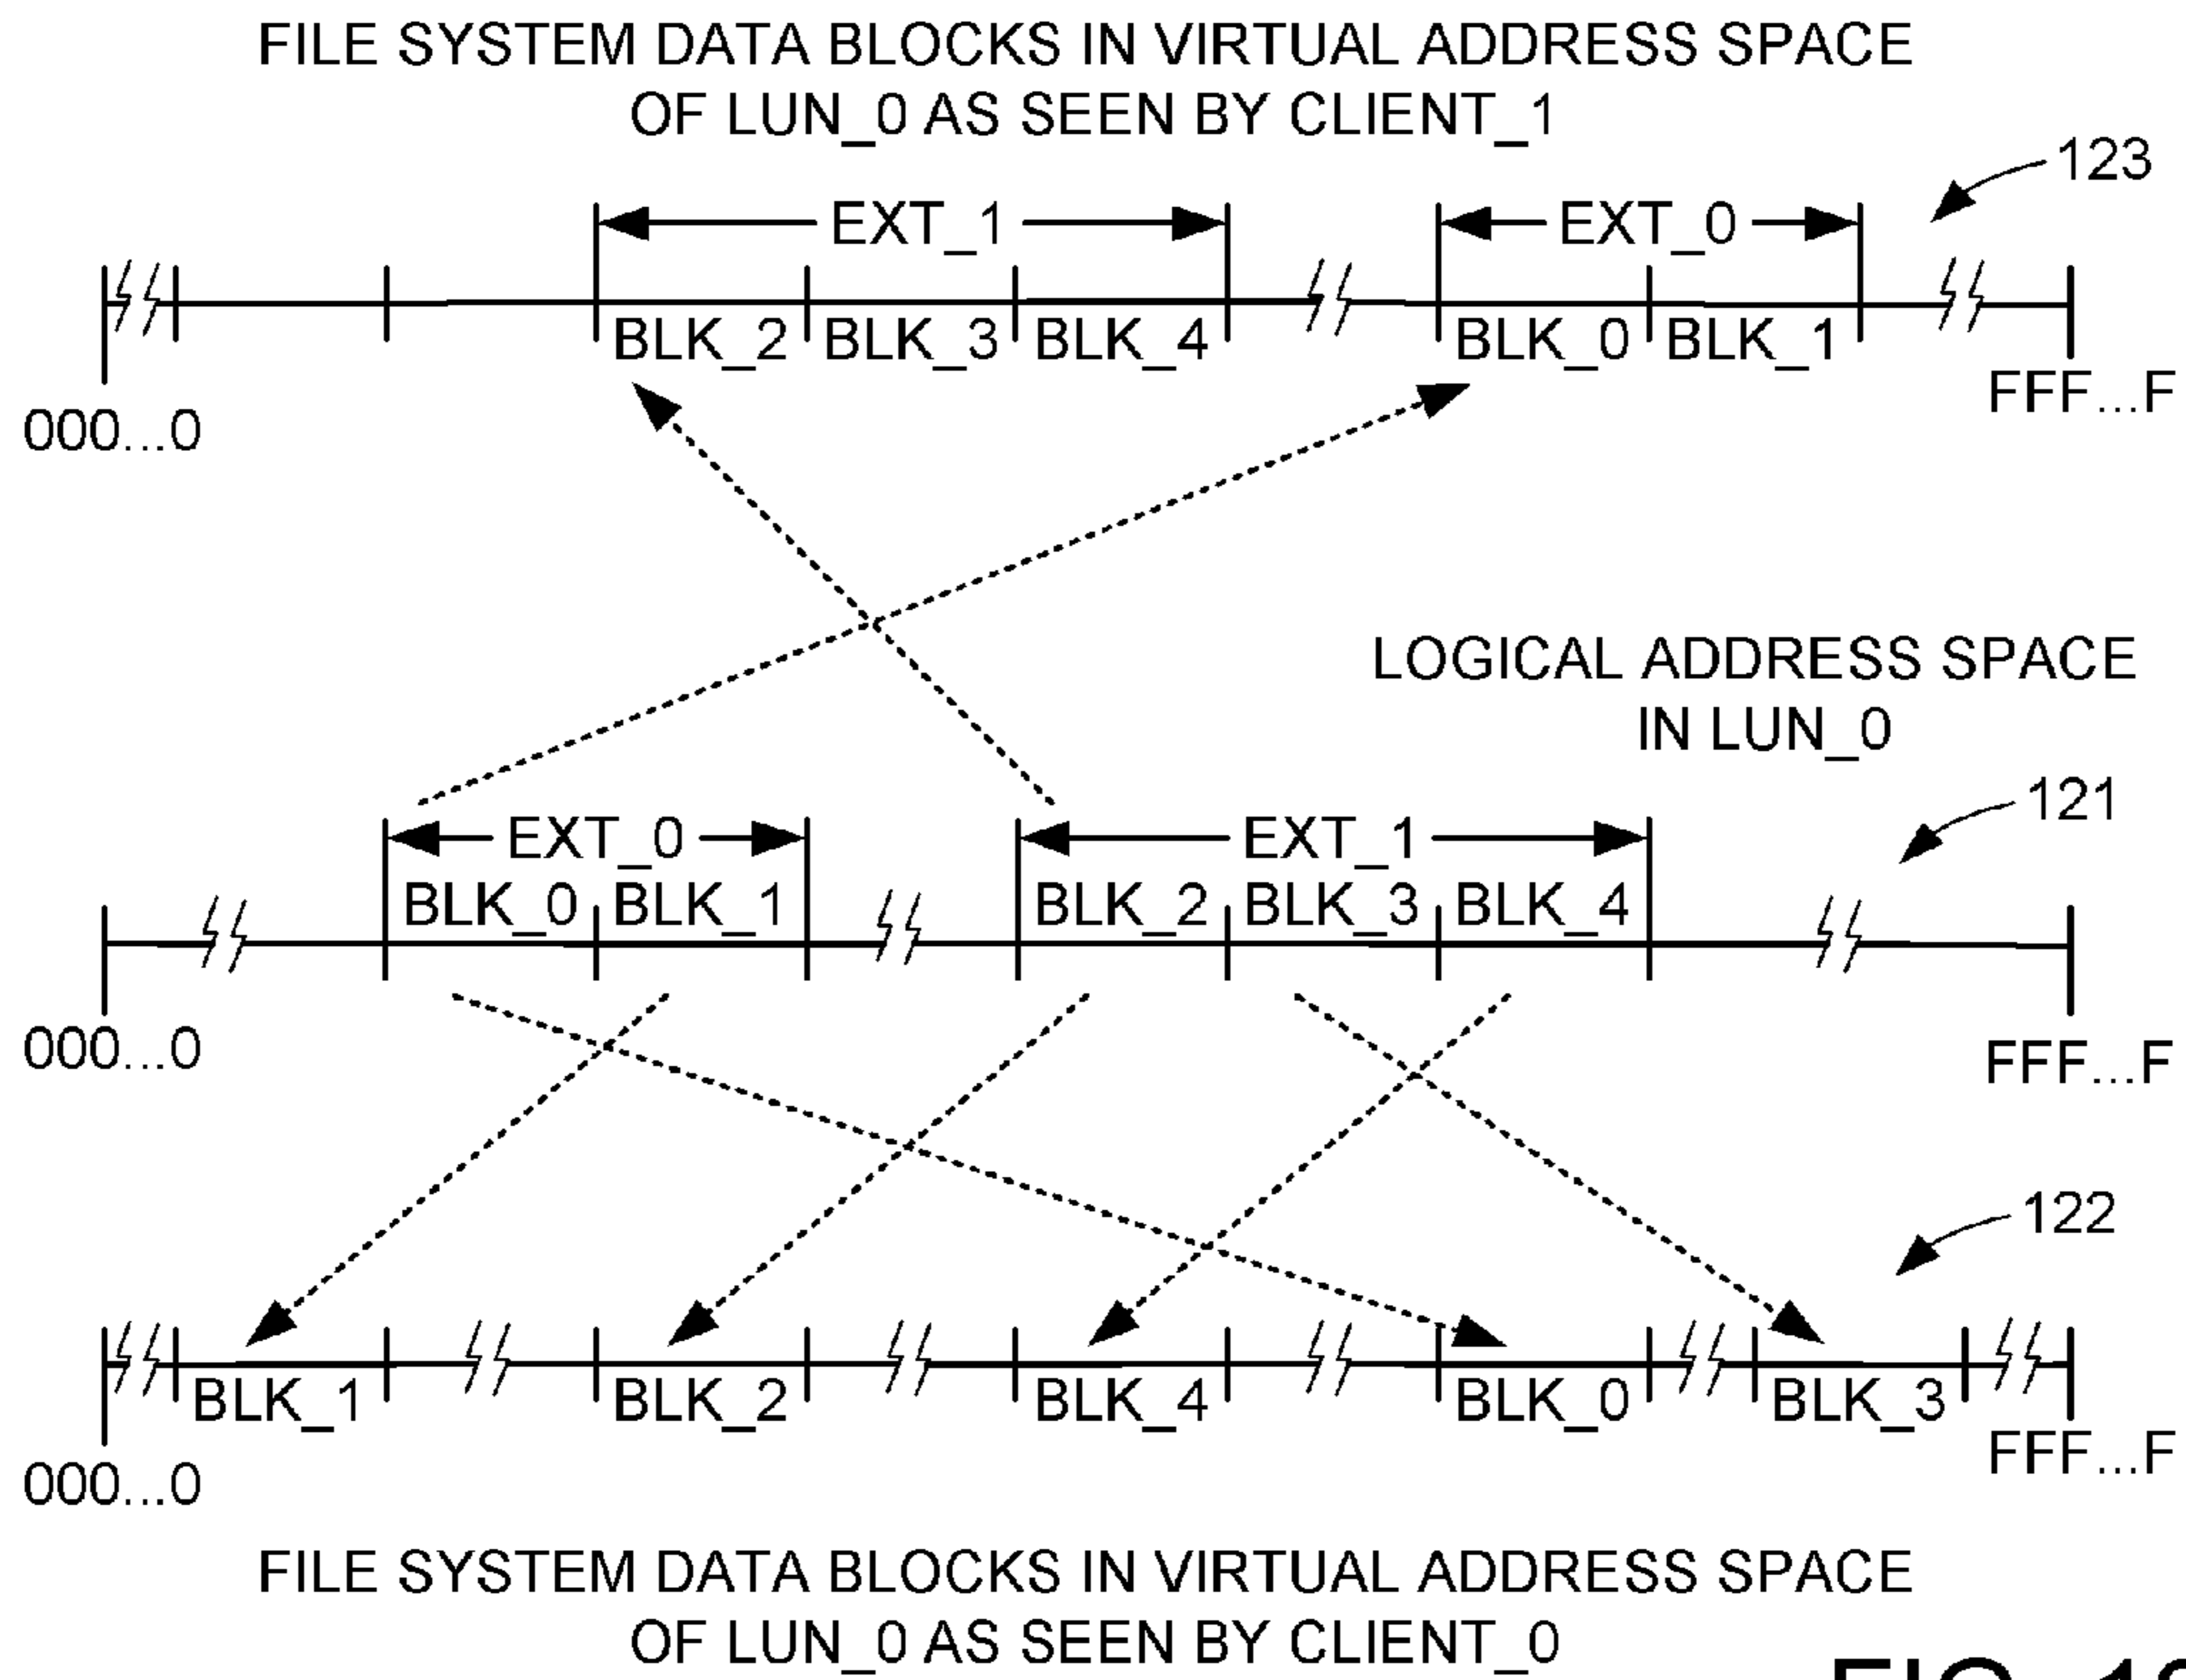 FILE SYSTEM DATA BLOCKS IN VIRTUAL ADDRESS SPACE
OF LUN_0 AS SEEN BY CLIENT_1
123
EXT_1 EXT_0
BLK_2 BLK_3 BLK_4 BLK_0 BLK_1
000...0 FFF...F
LOGICAL ADDRESS SPACE
IN LUN_0
121
EXT_0 EXT_1
BLK_0 BLK_1 BLK_2 BLK_3 BLK_4
000...0 FFF...F
122
BLK_1 BLK_2 BLK_4 BLK_0 BLK_3
000...0 FFF...F
FILE SYSTEM DATA BLOCKS IN VIRTUAL ADDRESS SPACE
OF LUN_0 AS SEEN BY CLIENT_0